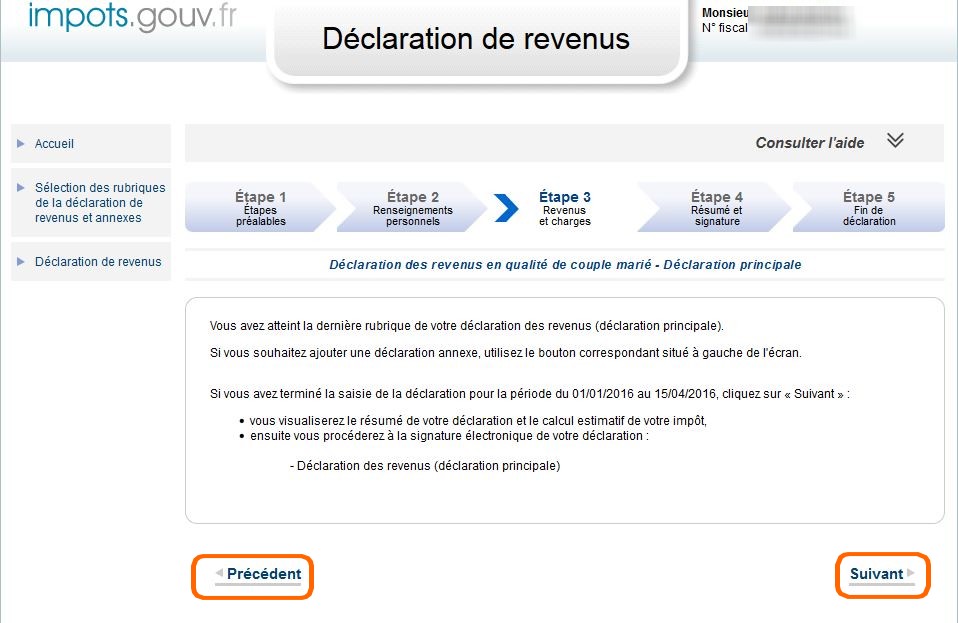 impots.gouv.fr
Déclaration de revenus
Monsieu
N° fiscal
Accueil
Sélection des rubriques
de la déclaration de
revenus et annexes
Déclaration de revenus
Consulter l'aide
Étape 1
Étapes
préalables
Étape 2
Renseignements
personnels
Étape 3
Revenus
et charges
Étape 4
Résumé et
signature
Étape 5
Fin de
déclaration
Déclaration des revenus en qualité de couple marié - Déclaration principale
Vous avez atteint la dernière rubrique de votre déclaration des revenus (déclaration principale).
Si vous souhaitez ajouter une déclaration annexe, utilisez le bouton correspondant situé à gauche de l'écran.
Si vous avez terminé la saisie de la déclaration pour la période du 01/01/2016 au 15/04/2016, cliquez sur « Suivant » :
• vous visualiserez le résumé de votre déclaration et le calcul estimatif de votre impôt,
• ensuite vous procéderez à la signature électronique de votre déclaration :
- Déclaration des revenus (déclaration principale)
Précédent
Suivant